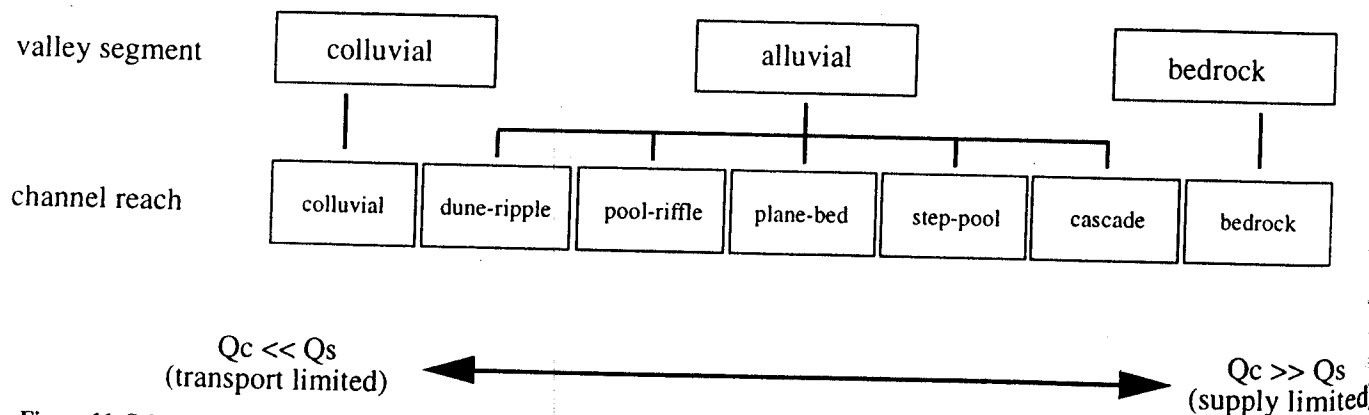 valley segment
colluvial
alluvial
bedrock
channel reach
colluvial
dune-ripple
pool-riffle
plane-bed
step-pool
cascade
bedrock
Qc << Qs
(transport limited)
Qc >> Qs
(supply limited